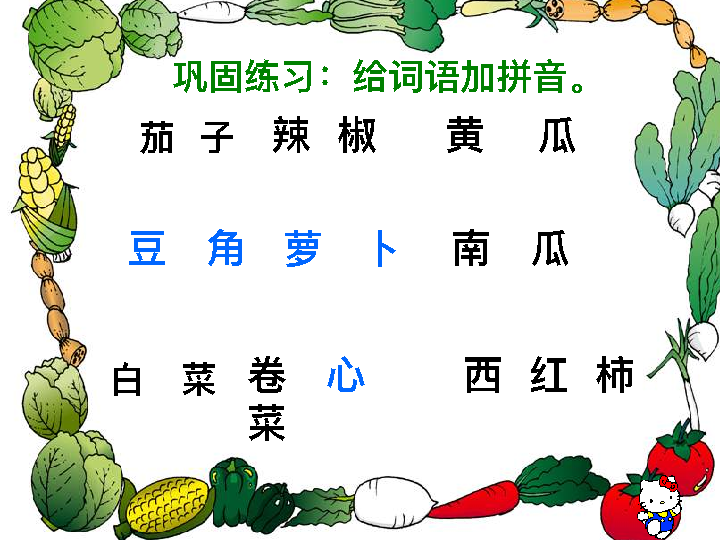 巩固练习：给词语加拼音。
茄 子 辣 椒 黄 瓜
豆 角 萝 卜 南 瓜
白 菜 卷 心 西 红 柿
菜